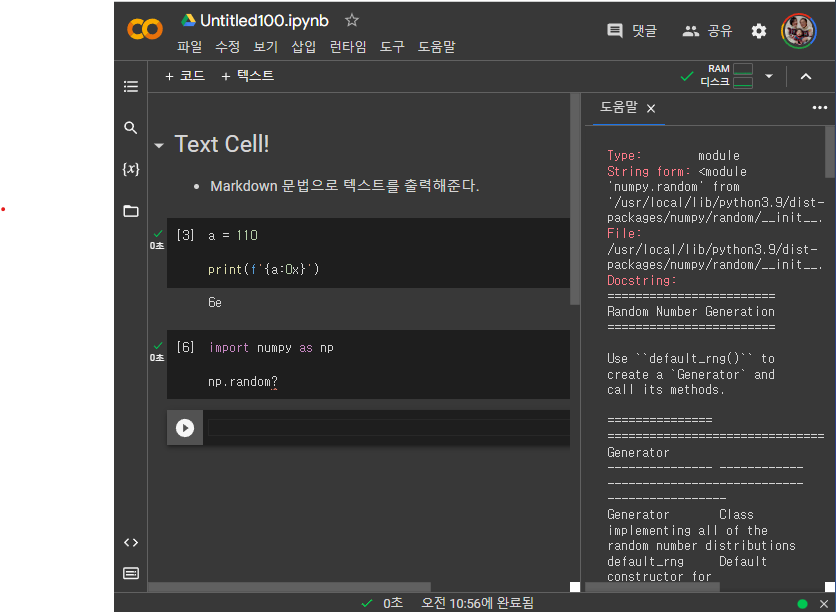 Untitled100.ipynb
댓글 공유
파일 수정 보기 삽입 런타임 도구 도움말
+ 코드 + 텍스트
RAM
디스크
Text Cell!
Markdown 문법으로 텍스트를 출력해준다.
0초
[3] a = 110
print(f'{a:0x}')
6e
0초
[6] import numpy as np
np.random?
{x}
도움말
Type: module
String form: <module
'numpy.random' from
'/usr/local/lib/python3.9/dist-
packages/numpy/random/__init__.
File:
/usr/local/lib/python3.9/dist-
packages/numpy/random/__init__.
Docstring:
========================
Random Number Generation
========================
Use ``default_rng()`` to
create a `Generator` and
call its methods.
===============
===============================
Generator
--------------- ------------
----------------------------
-----------------
Generator Class
implementing all of the
random number distributions
default_rng Default
constructor for
0초 오전 10:56에 완료됨